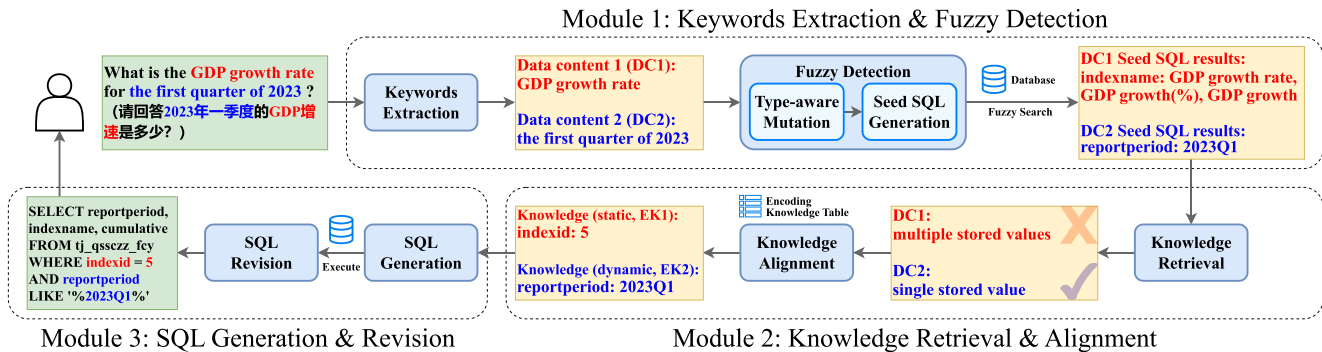 Module 1: Keywords Extraction & Fuzzy Detection
What is the GDP growth rate
for the first quarter of 2023 ?
（请回答2023年一季度的GDP增
速是多少？）
Keywords
Extraction
Data content 1 (DC1):
GDP growth rate
Data content 2 (DC2):
the first quarter of 2023
Fuzzy Detection
Type-aware
Mutation
Seed SQL
Generation
Database
Fuzzy Search
DC1 Seed SQL results:
indexname: GDP growth rate,
GDP growth(%), GDP growth
DC2 Seed SQL results:
reportperiod: 2023Q1
Knowledge
Retrieval
DC1:
multiple stored values
DC2:
single stored value
Encoding
Knowledge Table
Knowledge
Alignment
Knowledge (static, EK1):
indexid: 5
Knowledge (dynamic, EK2):
reportperiod: 2023Q1
SQL
Generation
Execute
SQL
Revision
SELECT reportperiod,
indexname, cumulative
FROM tj_qssczz_fcy
WHERE indexid = 5
AND reportperiod
LIKE '%2023Q1%'
Module 3: SQL Generation & Revision
Module 2: Knowledge Retrieval & Alignment